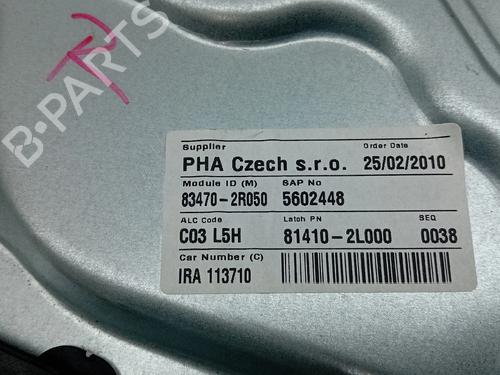 B-PARTS
Supplier Order Date
PHA Czech s.r.o. 25/02/2010
Module ID (M) SAP No
83470-2R050 5602448
ALC Code Latch PN SEQ
C03 L5H 81410-2L000 0038
Car Number (C)
IRA 113710